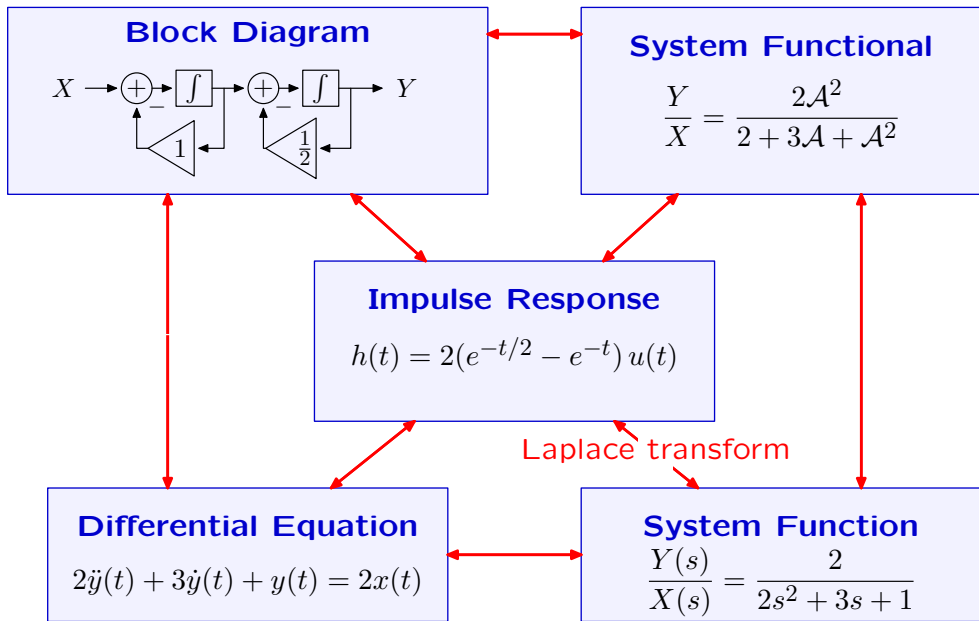 Block Diagram
X + − ∫ + − ∫ Y
1 1/2
System Functional
Y/X = 2𝒜²/(2 + 3𝒜 + 𝒜²)
Impulse Response
h(t) = 2(e^{−t/2} − e^{−t}) u(t)
Laplace transform
Differential Equation
2ÿ(t) + 3ẏ(t) + y(t) = 2x(t)
System Function
Y(s)/X(s) = 2/(2s² + 3s + 1)